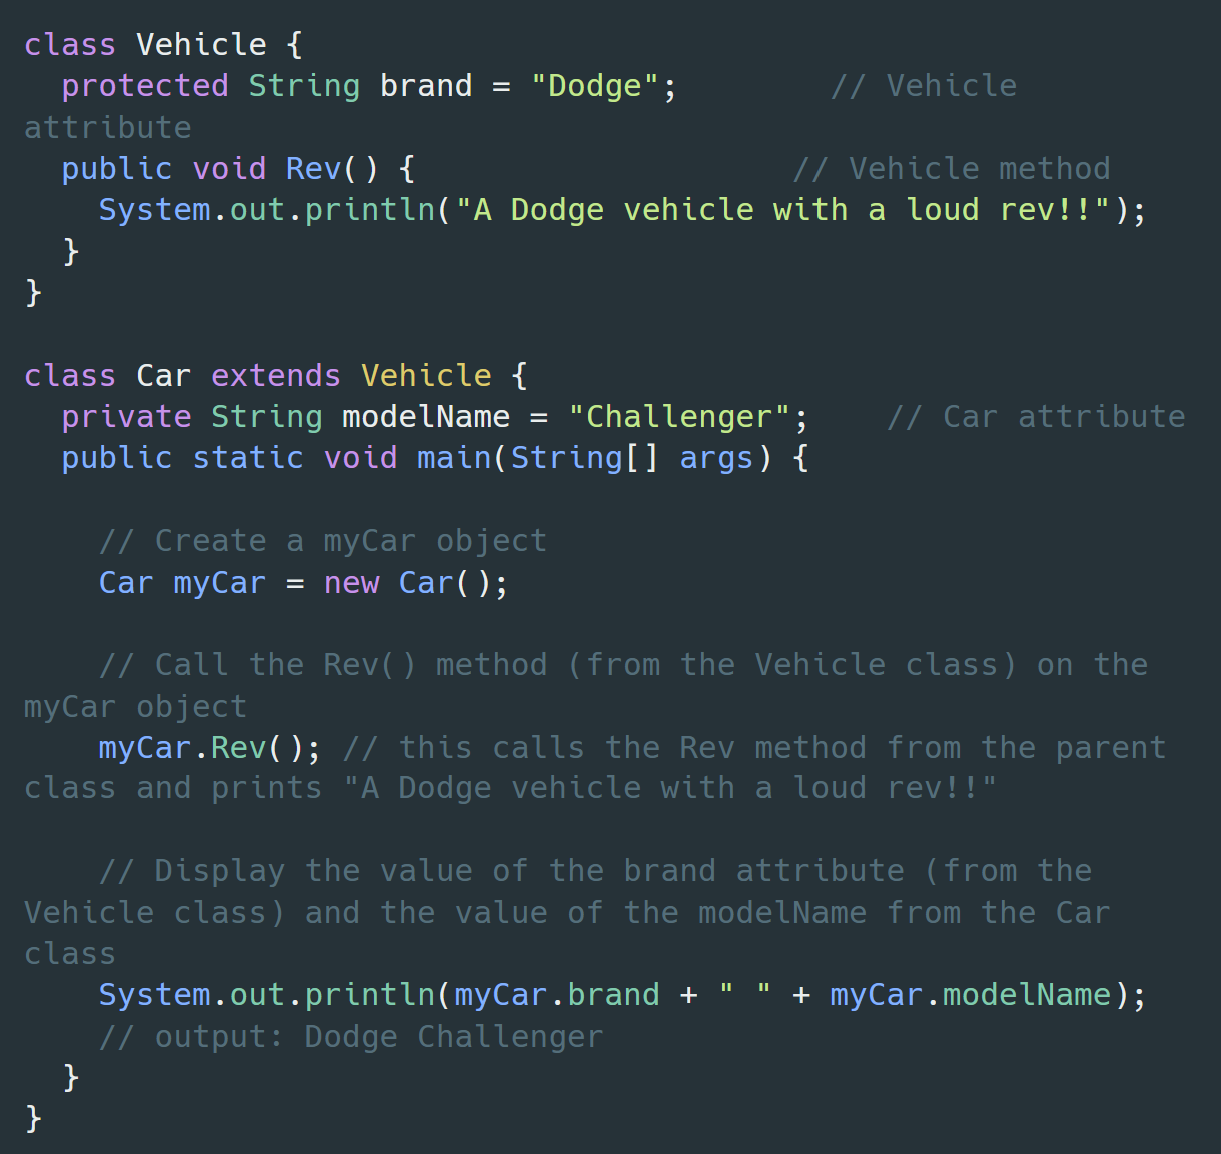 class Vehicle {
  protected String brand = "Dodge";        // Vehicle
attribute
  public void Rev() {                    // Vehicle method
    System.out.println("A Dodge vehicle with a loud rev!!");
  }
}

class Car extends Vehicle {
  private String modelName = "Challenger";    // Car attribute
  public static void main(String[] args) {

    // Create a myCar object
    Car myCar = new Car();

    // Call the Rev() method (from the Vehicle class) on the
myCar object
    myCar.Rev(); // this calls the Rev method from the parent
class and prints "A Dodge vehicle with a loud rev!!"

    // Display the value of the brand attribute (from the
Vehicle class) and the value of the modelName from the Car
class
    System.out.println(myCar.brand + " " + myCar.modelName);
    // output: Dodge Challenger
  }
}